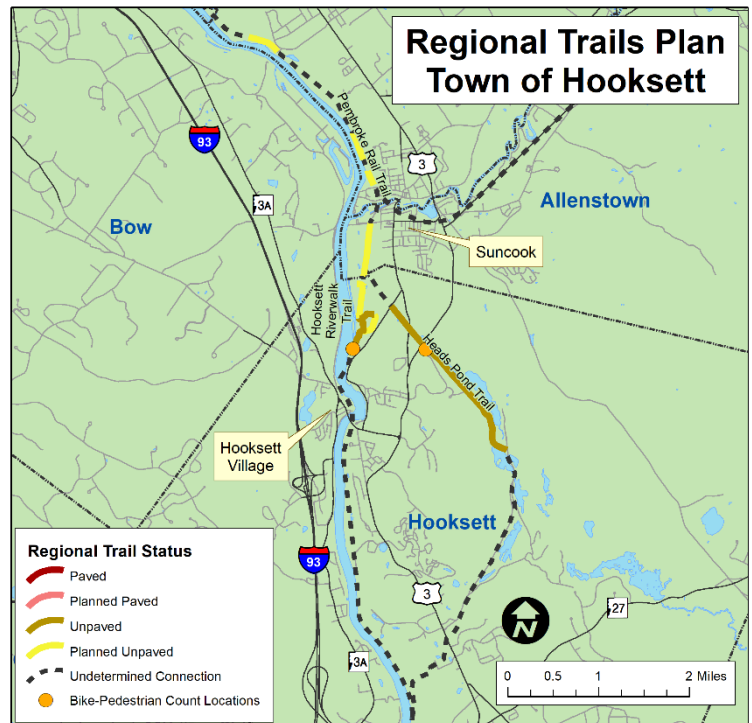 Regional Trails Plan
Town of Hooksett
Pembroke Rail Trail
93
3
3A
Allenstown
Bow
Suncook
Hooksett
Riverwalk
Trail
Heads Pond Trail
Hooksett
Village
Hooksett
93
3
27
3A
N
Regional Trail Status
Paved
Planned Paved
Unpaved
Planned Unpaved
Undetermined Connection
Bike-Pedestrian Count Locations
0 0.5 1 2 Miles